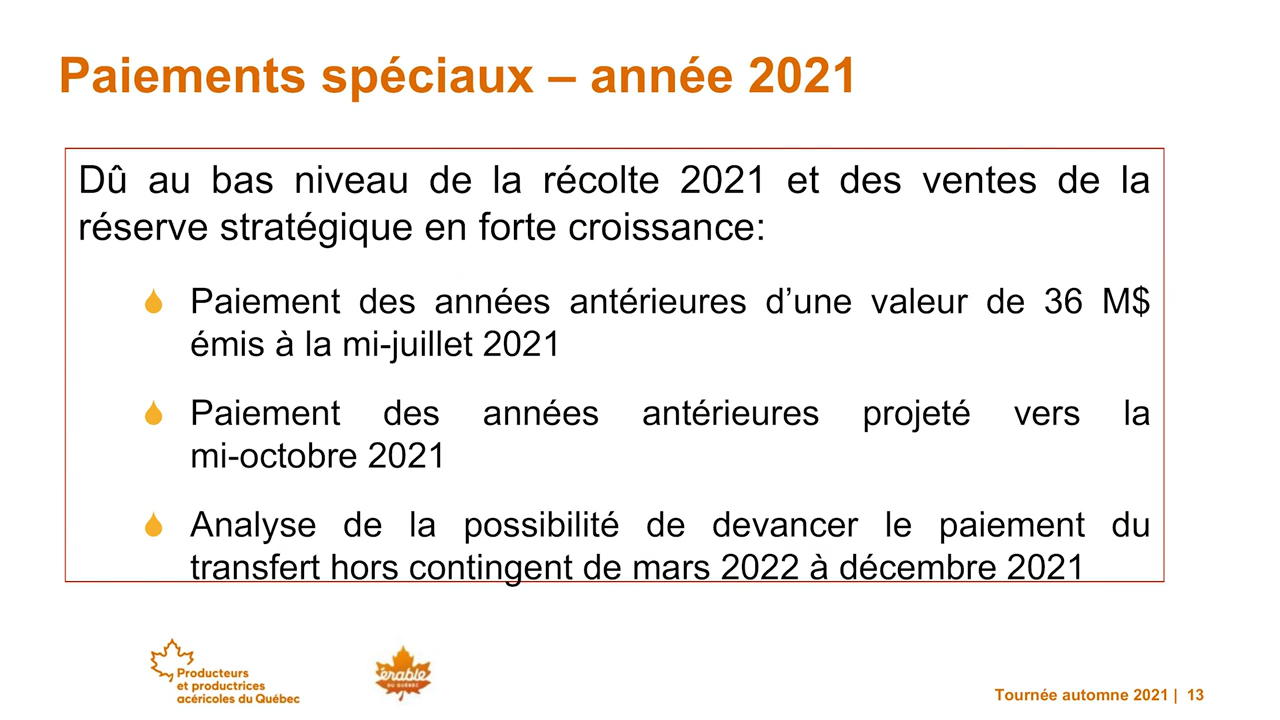 Paiements spéciaux – année 2021
Dû au bas niveau de la récolte 2021 et des ventes de la
réserve stratégique en forte croissance:
Paiement des années antérieures d’une valeur de 36 M$
émis à la mi-juillet 2021
Paiement des années antérieures projeté vers la
mi-octobre 2021
Analyse de la possibilité de devancer le paiement du
transfert hors contingent de mars 2022 à décembre 2021
Producteurs
et productrices
acéricoles du Québec
érable
DU QUÉBEC
Tournée automne 2021 | 13